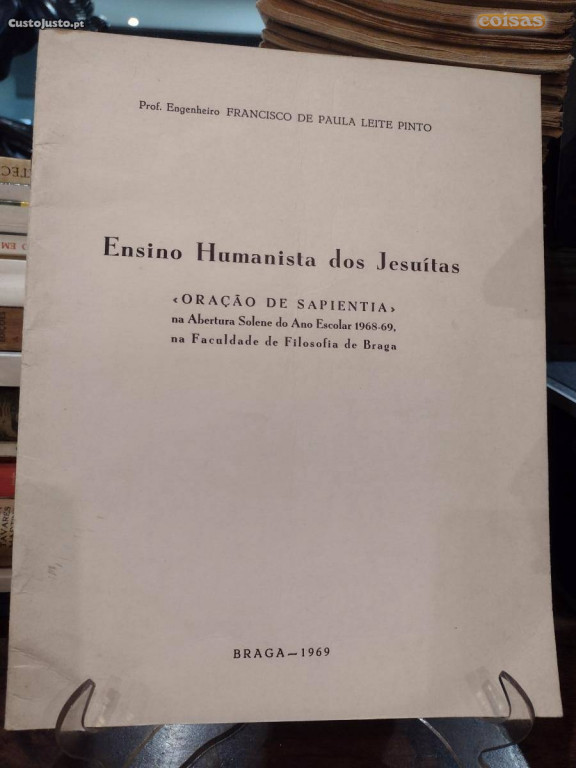 CustoJusto.pt
coisas
Prof. Engenheiro FRANCISCO DE PAULA LEITE PINTO
Ensino Humanista dos Jesuítas
«ORAÇÃO DE SAPIENTIA»
na Abertura Solene do Ano Escolar 1968-69,
na Faculdade de Filosofia de Braga
BRAGA — 1969
TAVARES